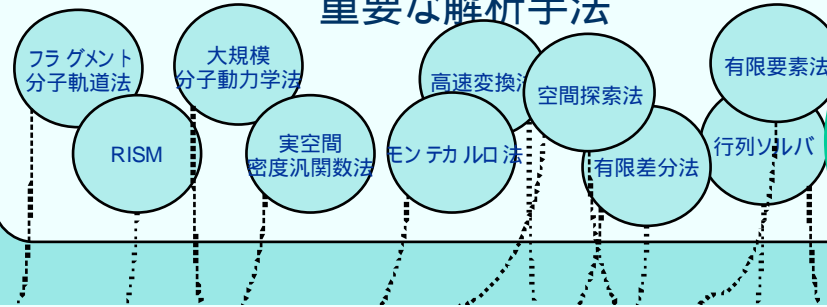 重要な解析手法
フラグメント
分子軌道法
大規模
分子動力学法
RISM
実空間
密度汎関数法
高速変換法
モンテカルロ法
空間探索法
有限差分法
有限要素法
行列ソルバ